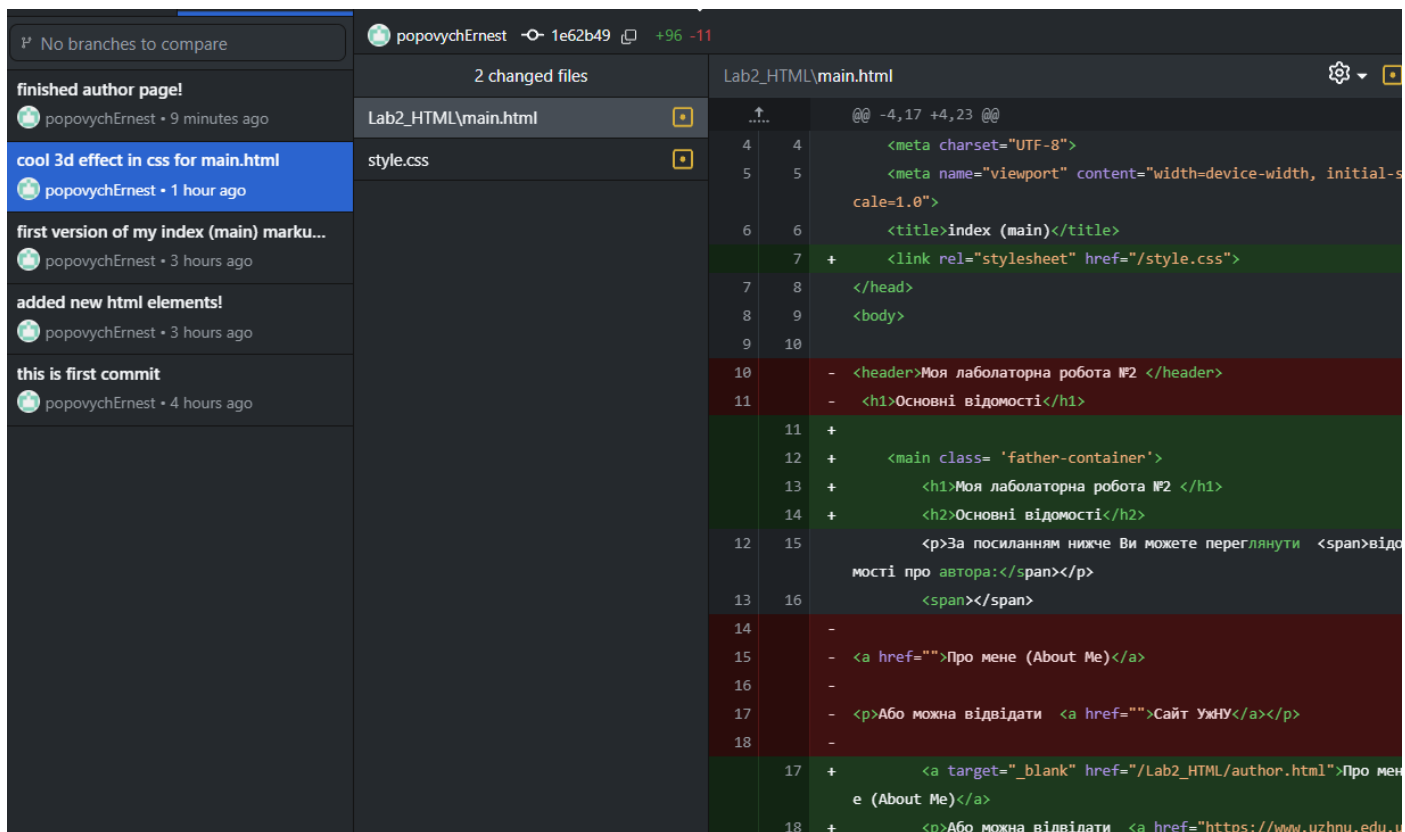 No branches to compare
finished author page!
popovychErnest • 9 minutes ago
cool 3d effect in css for main.html
popovychErnest • 1 hour ago
first version of my index (main) marku...
popovychErnest • 3 hours ago
added new html elements!
popovychErnest • 3 hours ago
this is first commit
popovychErnest • 4 hours ago
popovychErnest 1e62b49 +96 -11
2 changed files
Lab2_HTML\main.html
style.css
Lab2_HTML\main.html
@@ -4,17 +4,23 @@
4 4 <meta charset="UTF-8">
5 5 <meta name="viewport" content="width=device-width, initial-s
cale=1.0">
6 6 <title>index (main)</title>
7 + <link rel="stylesheet" href="/style.css">
7 8 </head>
8 9 <body>
9 10
10 - <header>Моя лаболаторна робота №2 </header>
11 - <h1>Основні відомості</h1>
11 +
12 + <main class= 'father-container'>
13 + <h1>Моя лаболаторна робота №2 </h1>
14 + <h2>Основні відомості</h2>
12 15 <p>За посиланням нижче Ви можете переглянути <span>відо
мості про автора:</span></p>
13 16 <span></span>
14 -
15 - <a href="">Про мене (About Me)</a>
16 -
17 - <p>Або можна відвідати <a href="">Сайт УжНУ</a></p>
18 -
17 + <a target="_blank" href="/Lab2_HTML/author.html">Про мен
е (About Me)</a>
18 + <p>Або можна відвідати <a href="https://www.uzhnu.edu.u